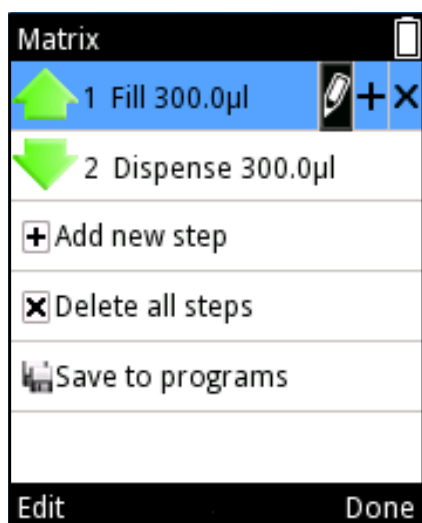 Matrix
1 Fill 300.0µl
2 Dispense 300.0µl
Add new step
Delete all steps
Save to programs
Edit Done